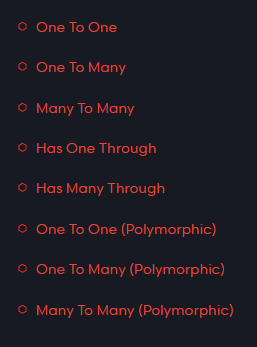 One To One
One To Many
Many To Many
Has One Through
Has Many Through
One To One (Polymorphic)
One To Many (Polymorphic)
Many To Many (Polymorphic)